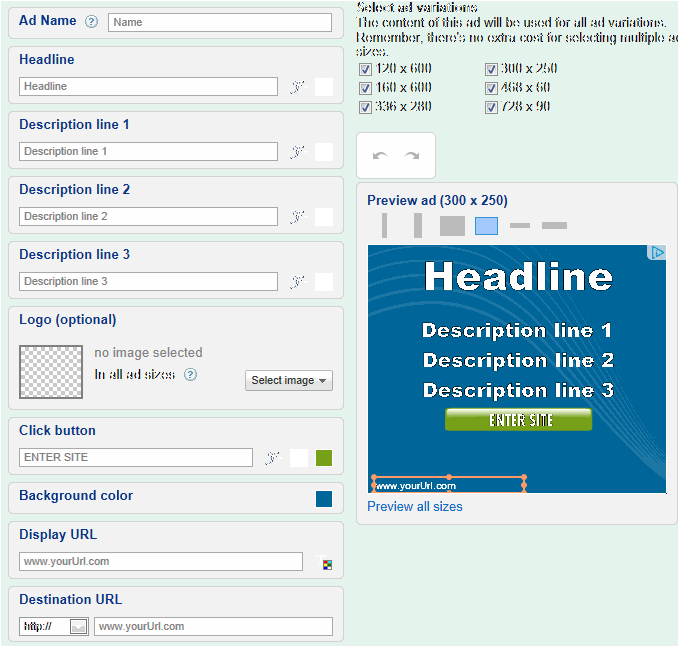 Ad Name ? Name
Headline
Headline
Description line 1
Description line 1
Description line 2
Description line 2
Description line 3
Description line 3
Logo (optional)
no image selected
In all ad sizes ?
Select image
Click button
ENTER SITE
Background color
Display URL
www.yourUrl.com
Destination URL
http:// www.yourUrl.com
Select ad variations
The content of this ad will be used for all ad variations.
Remember, there's no extra cost for selecting multiple ad
sizes.
120 x 600 300 x 250
160 x 600 468 x 60
336 x 280 728 x 90
Preview ad (300 x 250)
Headline
Description line 1
Description line 2
Description line 3
ENTER SITE
www.yourUrl.com
Preview all sizes